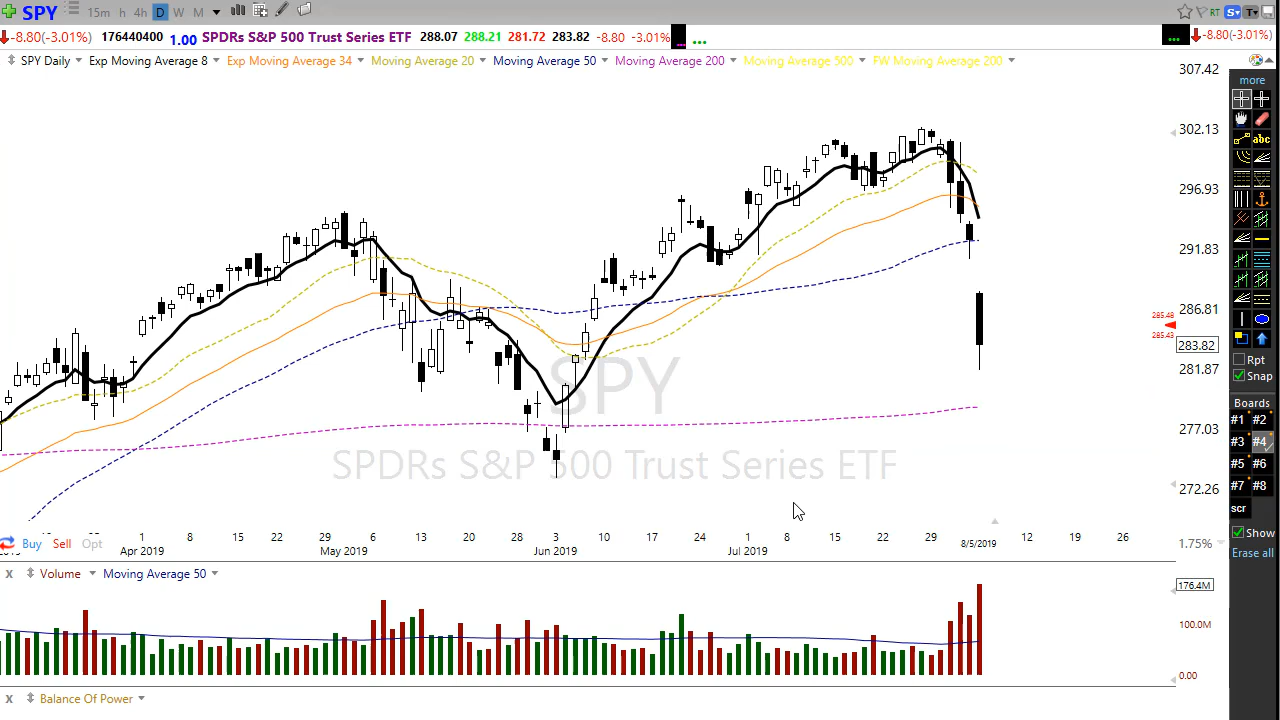 SPY 15m h 4h D W M RT S T
-8.80(-3.01%) 176440400 1.00 SPDRs S&P 500 Trust Series ETF 288.07 288.21 281.72 283.82 -8.80 -3.01% ... ... -8.80(-3.01%)
SPY Daily Exp Moving Average 8 Exp Moving Average 34 Moving Average 20 Moving Average 50 Moving Average 200 Moving Average 500 FW Moving Average 200
307.42
302.13
296.93
291.83
286.81
285.48
285.43
283.82
281.87
277.03
272.26
SPY
SPDRs S&P 500 Trust Series ETF
1 8 15 22 1 6 13 20 28 3 10 17 24 1 8 15 22 29 12 19 26
Apr 2019 May 2019 Jun 2019 Jul 2019 8/5/2019
Buy Sell Opt
1.75%
X Volume Moving Average 50
176.4M
100.0M
0.00
X Balance Of Power
more
abc
Rpt
Snap
Boards
#1 #2
#3 #4
#5 #6
#7 #8
scr
Show
Erase all